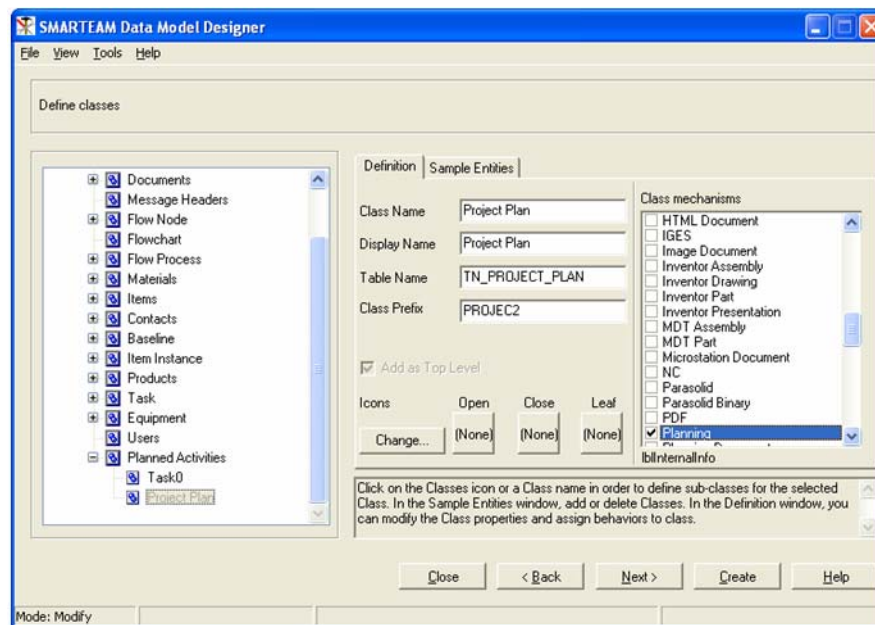 SMARTEAM Data Model Designer
File View Tools Help
Define classes
Documents
Message Headers
Flow Node
Flowchart
Flow Process
Materials
Items
Contacts
Baseline
Item Instance
Products
Task
Equipment
Users
Planned Activities
Task0
Project Plan
Definition
Sample Entities
Class Name
Project Plan
Display Name
Project Plan
Table Name
TN_PROJECT_PLAN
Class Prefix
PROJEC2
Add as Top Level
Icons
Open
Close
Leaf
Change...
(None)
(None)
(None)
Class mechanisms
HTML Document
IGES
Image Document
Inventor Assembly
Inventor Drawing
Inventor Part
Inventor Presentation
MDT Assembly
MDT Part
Microstation Document
NC
Parasolid
Parasolid Binary
PDF
Planning
lblInternalInfo
Click on the Classes icon or a Class name in order to define sub-classes for the selected
Class. In the Sample Entities window, add or delete Classes. In the Definition window, you
can modify the Class properties and assign behaviors to class.
Close
< Back
Next >
Create
Help
Mode: Modify